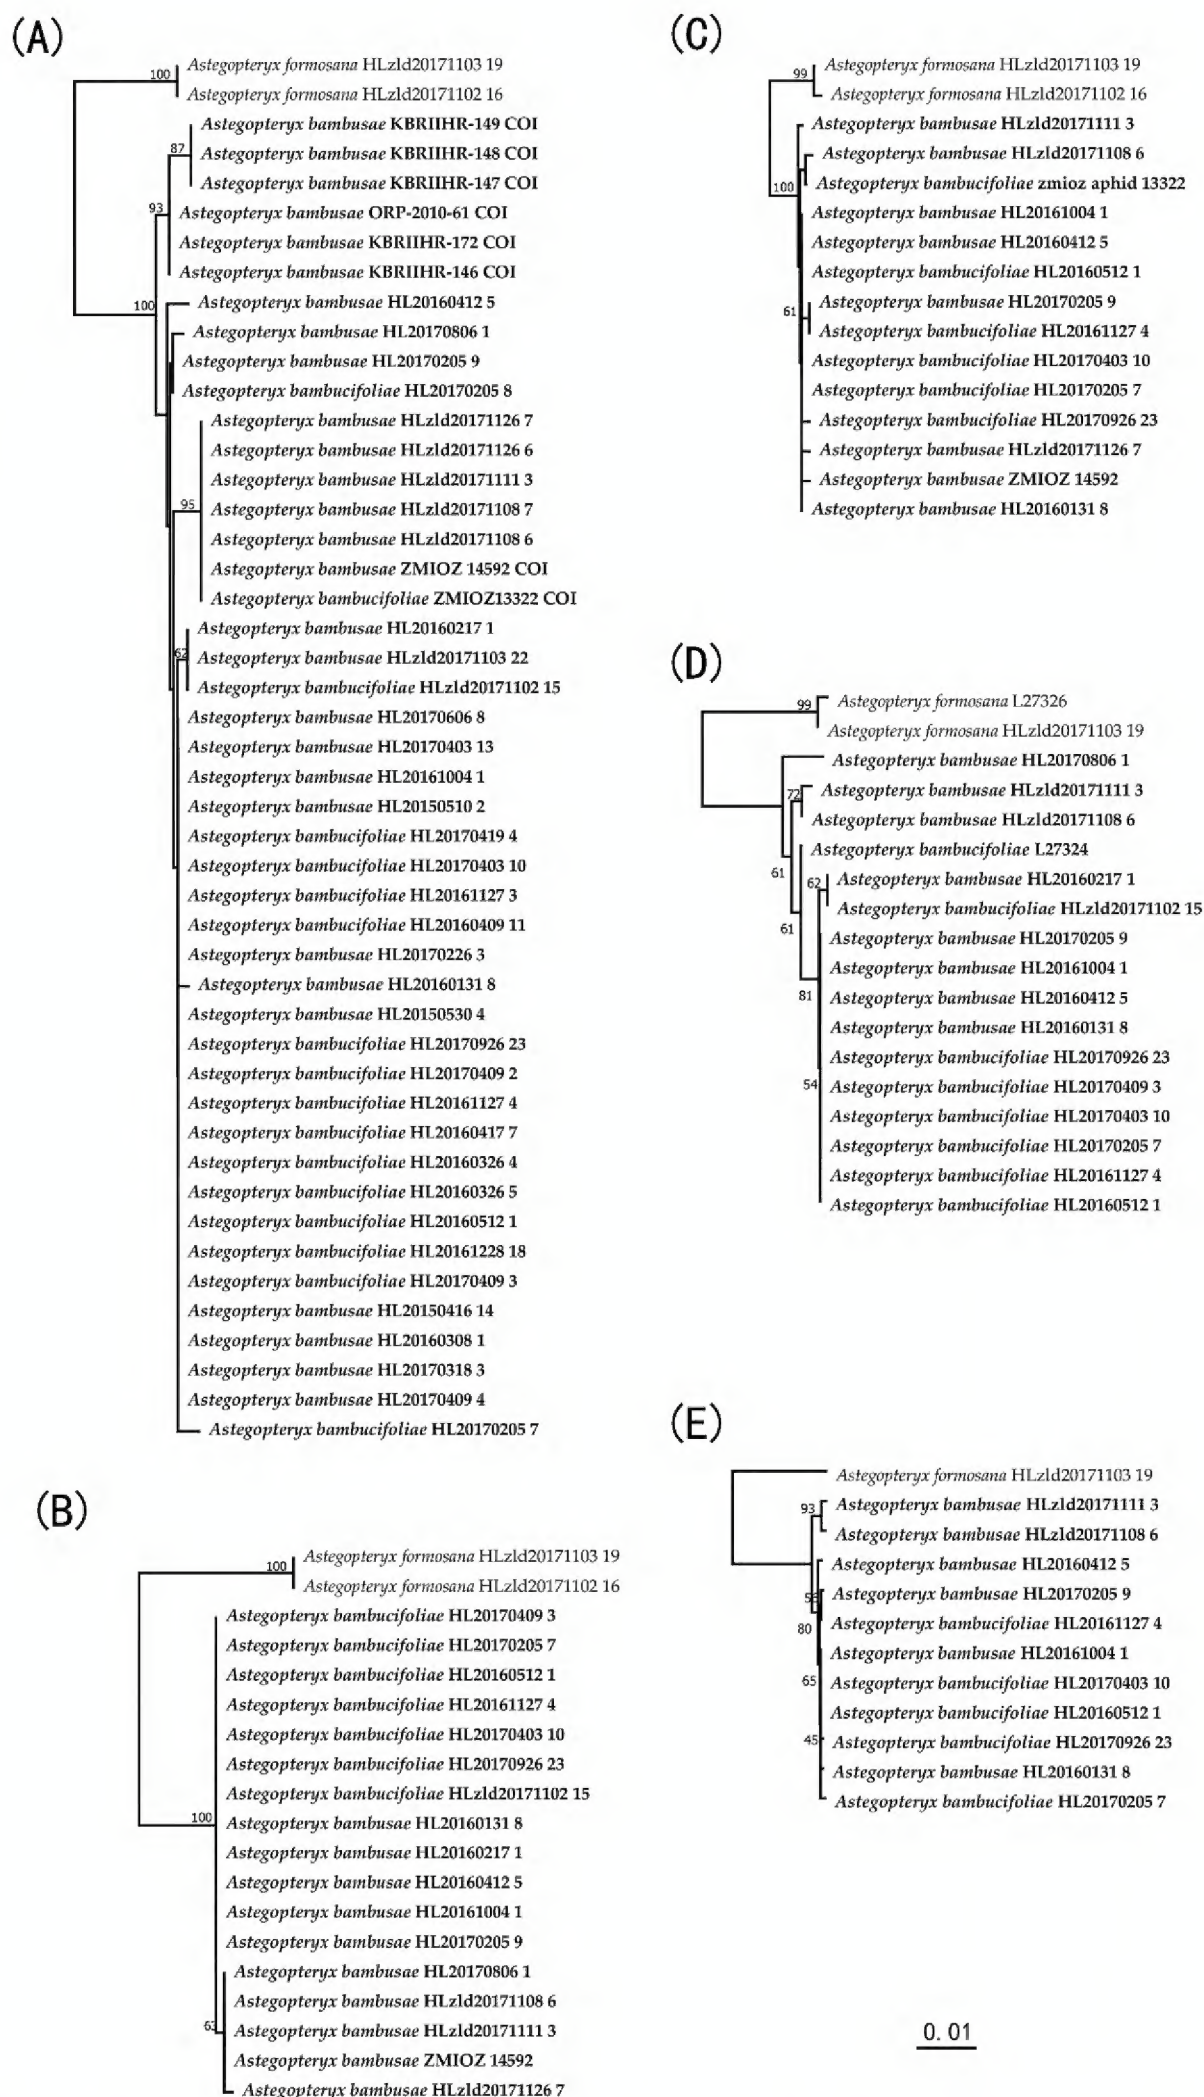 (A)
100
Astegopteryx formosana HLzld20171103 19
Astegopteryx formosana HLzld20171102 16
Astegopteryx bambusae KBRIIHR-149 COI
87
Astegopteryx bambusae KBRIIHR-148 COI
Astegopteryx bambusae KBRIIHR-147 COI
93
Astegopteryx bambusae ORP-2010-61 COI
Astegopteryx bambusae KBRIIHR-172 COI
Astegopteryx bambusae KBRIIHR-146 COI
100
Astegopteryx bambusae HL20160412 5
Astegopteryx bambusae HL20170806 1
Astegopteryx bambusae HL20170205 9
Astegopteryx bambucifoliae HL20170205 8
Astegopteryx bambusae HLzld20171126 7
Astegopteryx bambusae HLzld20171126 6
Astegopteryx bambusae HLzld20171111 3
95
Astegopteryx bambusae HLzld20171108 7
Astegopteryx bambusae HLzld20171108 6
Astegopteryx bambusae ZMIOZ 14592 COI
Astegopteryx bambucifoliae ZMIOZ13322 COI
Astegopteryx bambusae HL20160217 1
62
Astegopteryx bambusae HLzld20171103 22
Astegopteryx bambucifoliae HLzld20171102 15
Astegopteryx bambusae HL20170606 8
Astegopteryx bambusae HL20170403 13
Astegopteryx bambusae HL20161004 1
Astegopteryx bambusae HL20150510 2
Astegopteryx bambucifoliae HL20170419 4
Astegopteryx bambucifoliae HL20170403 10
Astegopteryx bambucifoliae HL20161127 3
Astegopteryx bambucifoliae HL20160409 11
Astegopteryx bambusae HL20170226 3
Astegopteryx bambusae HL20160131 8
Astegopteryx bambusae HL20150530 4
Astegopteryx bambucifoliae HL20170926 23
Astegopteryx bambucifoliae HL20170409 2
Astegopteryx bambucifoliae HL20161127 4
Astegopteryx bambucifoliae HL20160417 7
Astegopteryx bambucifoliae HL20160326 4
Astegopteryx bambucifoliae HL20160326 5
Astegopteryx bambucifoliae HL20160512 1
Astegopteryx bambucifoliae HL20161228 18
Astegopteryx bambucifoliae HL20170409 3
Astegopteryx bambusae HL20150416 14
Astegopteryx bambusae HL20160308 1
Astegopteryx bambusae HL20170318 3
Astegopteryx bambusae HL20170409 4
Astegopteryx bambucifoliae HL20170205 7
(B)
100
Astegopteryx formosana HLzld20171103 19
Astegopteryx formosana HLzld20171102 16
Astegopteryx bambucifoliae HL20170409 3
Astegopteryx bambucifoliae HL20170205 7
Astegopteryx bambucifoliae HL20160512 1
Astegopteryx bambucifoliae HL20161127 4
Astegopteryx bambucifoliae HL20170403 10
Astegopteryx bambucifoliae HL20170926 23
Astegopteryx bambucifoliae HLzld20171102 15
100
Astegopteryx bambusae HL20160131 8
Astegopteryx bambusae HL20160217 1
Astegopteryx bambusae HL20160412 5
Astegopteryx bambusae HL20161004 1
Astegopteryx bambusae HL20170205 9
Astegopteryx bambusae HL20170806 1
Astegopteryx bambusae HLzld20171108 6
63
Astegopteryx bambusae HLzld20171111 3
Astegopteryx bambusae ZMIOZ 14592
Astegopteryx bambusae HLzld20171126 7
(C)
99
Astegopteryx formosana HLzld20171103 19
Astegopteryx formosana HLzld20171102 16
Astegopteryx bambusae HLzld20171111 3
Astegopteryx bambusae HLzld20171108 6
100
Astegopteryx bambucifoliae zmioz aphid 13322
Astegopteryx bambusae HL20161004 1
Astegopteryx bambusae HL20160412 5
Astegopteryx bambucifoliae HL20160512 1
Astegopteryx bambusae HL20170205 9
61
Astegopteryx bambucifoliae HL20161127 4
Astegopteryx bambucifoliae HL20170403 10
Astegopteryx bambucifoliae HL20170205 7
Astegopteryx bambucifoliae HL20170926 23
Astegopteryx bambusae HLzld20171126 7
Astegopteryx bambusae ZMIOZ 14592
Astegopteryx bambusae HL20160131 8
(D)
99
Astegopteryx formosana L27326
Astegopteryx formosana HLzld20171103 19
Astegopteryx bambusae HL20170806 1
72
Astegopteryx bambusae HLzld20171111 3
Astegopteryx bambusae HLzld20171108 6
Astegopteryx bambucifoliae L27324
61
62
Astegopteryx bambusae HL20160217 1
Astegopteryx bambucifoliae HLzld20171102 15
61
Astegopteryx bambusae HL20170205 9
Astegopteryx bambusae HL20161004 1
81
Astegopteryx bambusae HL20160412 5
Astegopteryx bambusae HL20160131 8
Astegopteryx bambucifoliae HL20170926 23
54
Astegopteryx bambucifoliae HL20170409 3
Astegopteryx bambucifoliae HL20170403 10
Astegopteryx bambucifoliae HL20170205 7
Astegopteryx bambucifoliae HL20161127 4
Astegopteryx bambucifoliae HL20160512 1
(E)
Astegopteryx formosana HLzld20171103 19
93
Astegopteryx bambusae HLzld20171111 3
Astegopteryx bambusae HLzld20171108 6
Astegopteryx bambusae HL20160412 5
Astegopteryx bambusae HL20170205 9
80
Astegopteryx bambucifoliae HL20161127 4
Astegopteryx bambusae HL20161004 1
65
Astegopteryx bambucifoliae HL20170403 10
Astegopteryx bambucifoliae HL20160512 1
45
Astegopteryx bambucifoliae HL20170926 23
Astegopteryx bambusae HL20160131 8
Astegopteryx bambucifoliae HL20170205 7
0.01